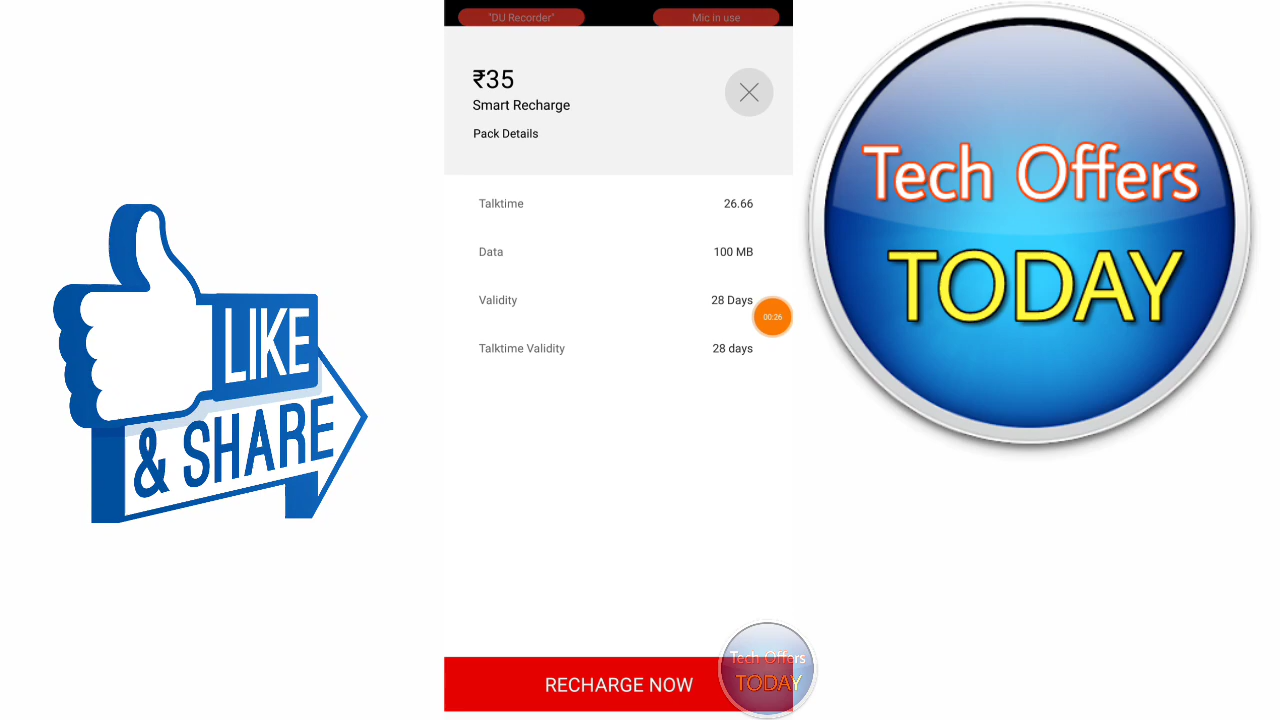 "DU Recorder"
Mic in use
₹35
Smart Recharge
Pack Details
Talktime 26.66
Data 100 MB
Validity 28 Days
00:26
Talktime Validity 28 days
RECHARGE NOW
Tech Offers
TODAY
LIKE
& SHARE
Tech Offers
TODAY